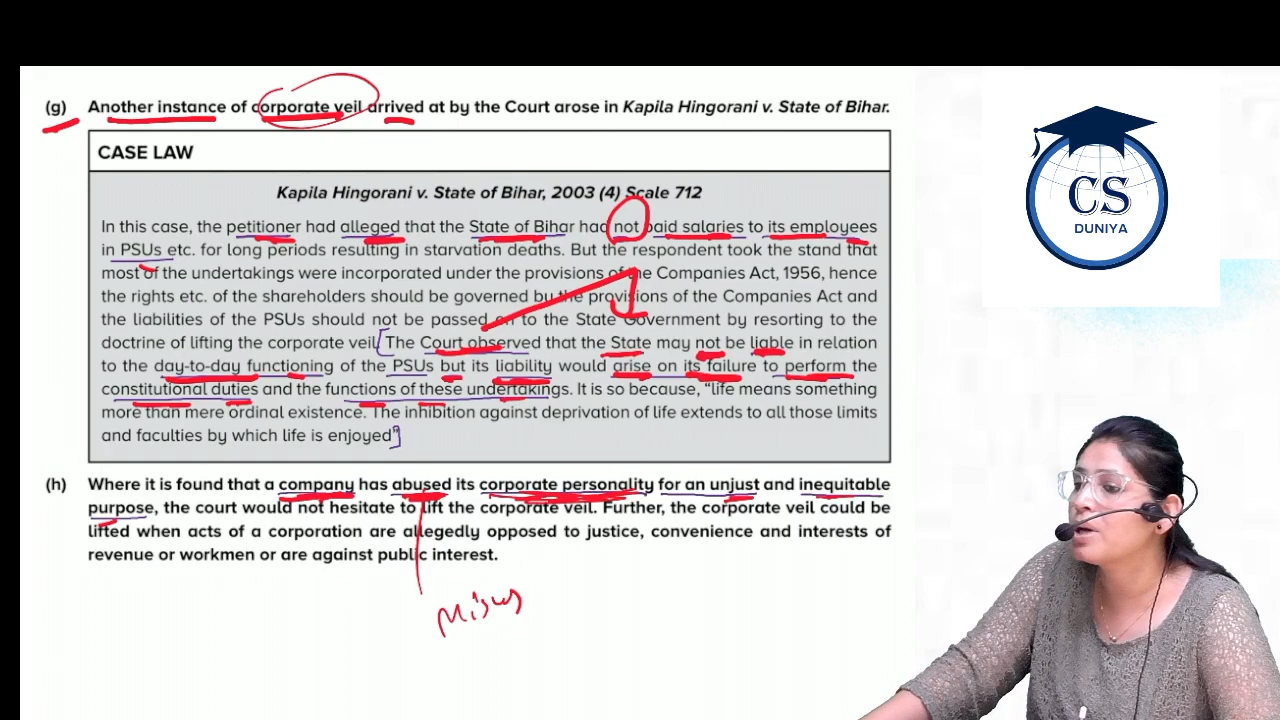 (g) Another instance of corporate veil arrived at by the Court arose in Kapila Hingorani v. State of Bihar.
CASE LAW
Kapila Hingorani v. State of Bihar, 2003 (4) Scale 712
In this case, the petitioner had alleged that the State of Bihar had not paid salaries to its employees
in PSUs etc. for long periods resulting in starvation deaths. But the respondent took the stand that
most of the undertakings were incorporated under the provisions of the Companies Act, 1956, hence
the rights etc. of the shareholders should be governed by the provisions of the Companies Act and
the liabilities of the PSUs should not be passed on to the State Government by resorting to the
doctrine of lifting the corporate veil. [The Court observed that the State may not be liable in relation
to the day-to-day functioning of the PSUs but its liability would arise on its failure to perform the
constitutional duties and the functions of these undertakings. It is so because, “life means something
more than mere ordinal existence. The inhibition against deprivation of life extends to all those limits
and faculties by which life is enjoyed”]
(h) Where it is found that a company has abused its corporate personality for an unjust and inequitable
purpose, the court would not hesitate to lift the corporate veil. Further, the corporate veil could be
lifted when acts of a corporation are allegedly opposed to justice, convenience and interests of
revenue or workmen or are against public interest.
CS
DUNIYA